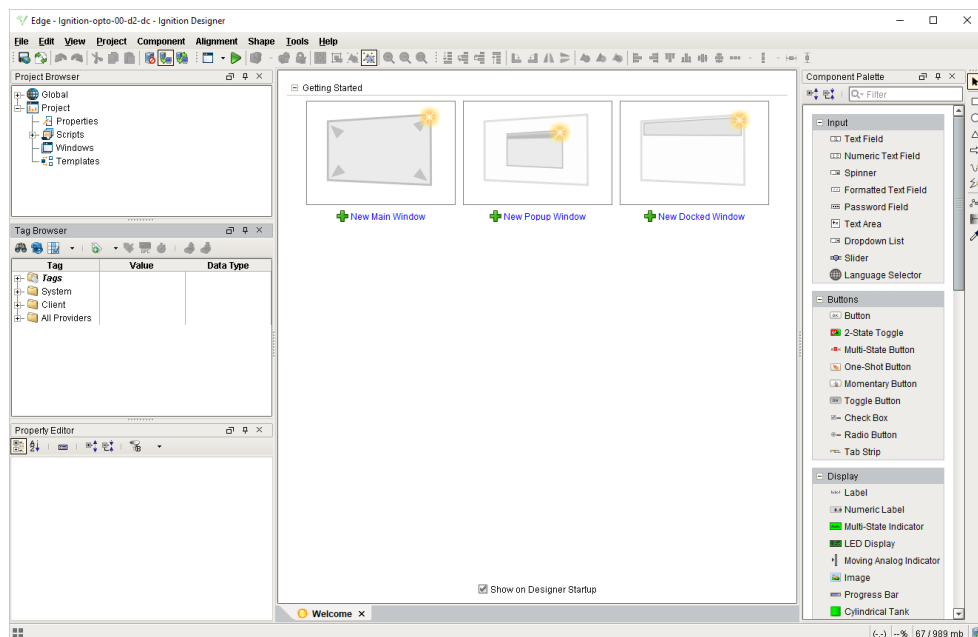 Edge - Ignition-opto-00-d2-dc - Ignition Designer
File Edit View Project Component Alignment Shape Tools Help
Project Browser
Global
Project
Properties
Scripts
Windows
Templates
Tag Browser
Tag Value Data Type
Tags
System
Client
All Providers
Property Editor
Getting Started
New Main Window
New Popup Window
New Docked Window
Show on Designer Startup
Welcome
Component Palette
Filter
Input
Text Field
Numeric Text Field
Spinner
Formatted Text Field
Password Field
Text Area
Dropdown List
Slider
Language Selector
Buttons
Button
2-State Toggle
Multi-State Button
One-Shot Button
Momentary Button
Toggle Button
Check Box
Radio Button
Tab Strip
Display
Label
Numeric Label
Multi-State Indicator
LED Display
Moving Analog Indicator
Image
Progress Bar
Cylindrical Tank
(-,-) --% 67 / 989 mb